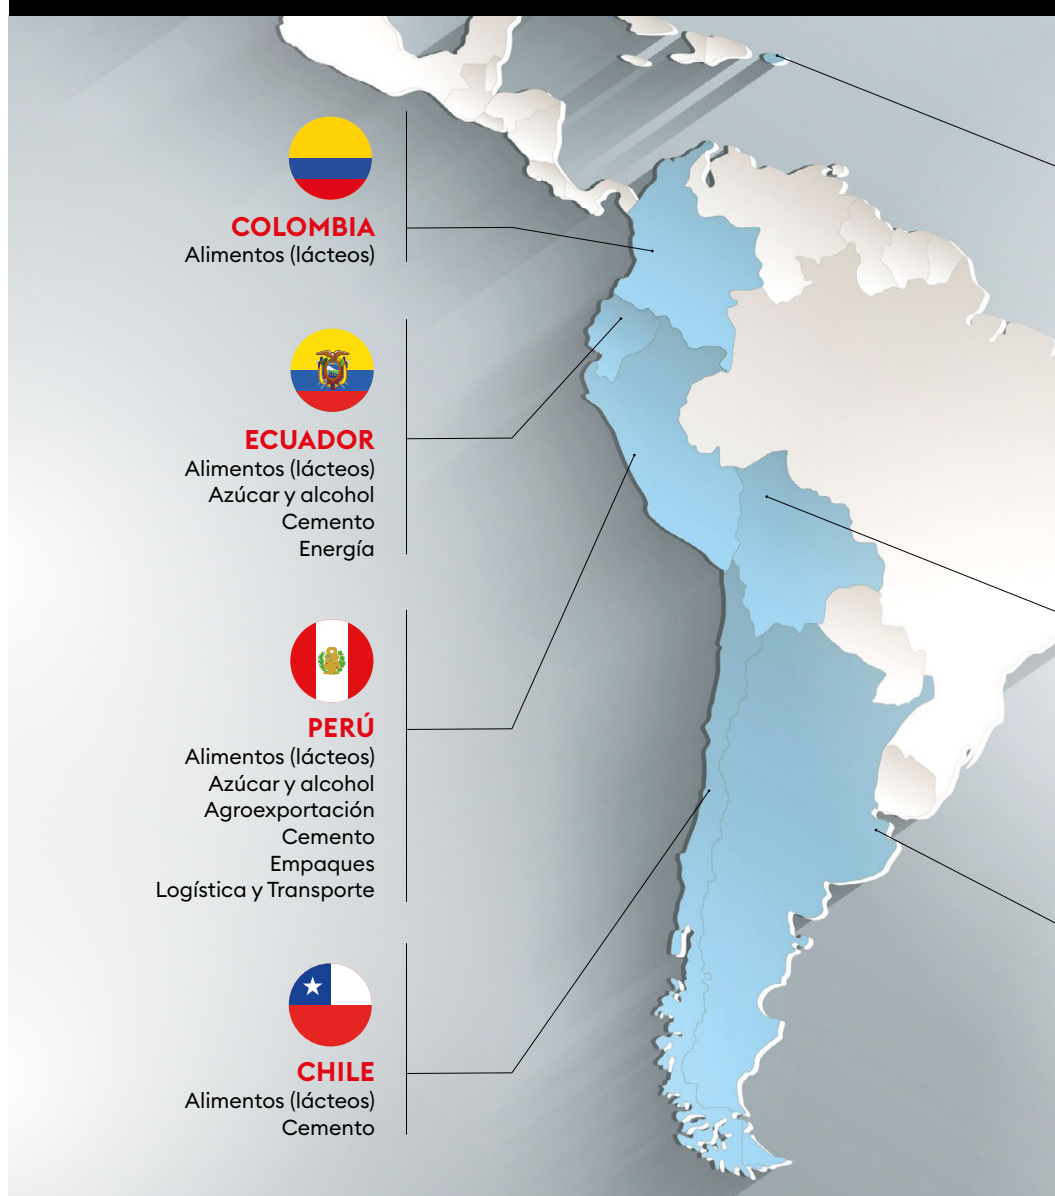 COLOMBIA
Alimentos (lácteos)
ECUADOR
Alimentos (lácteos)
Azúcar y alcohol
Cemento
Energía
PERÚ
Alimentos (lácteos)
Azúcar y alcohol
Agroexportación
Cemento
Empaques
Logística y Transporte
CHILE
Alimentos (lácteos)
Cemento